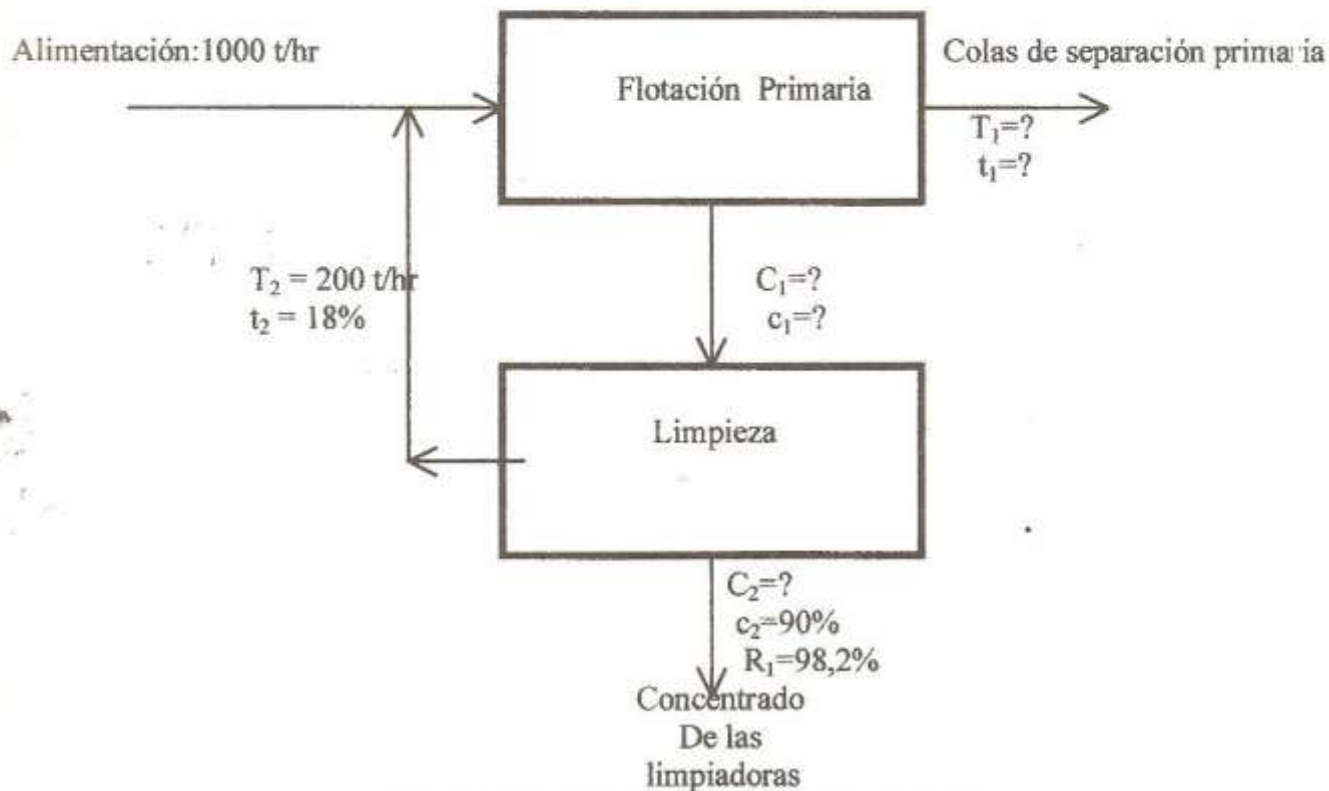 Alimentación:1000 t/hr
Colas de separación primaria
Flotación Primaria
T₁=?
t₁=?
T₂ = 200 t/hr
t₂ = 18%
C₁=?
c₁=?
Limpieza
C₂=?
c₂=90%
R₁=98,2%
Concentrado
De las
limpiadoras